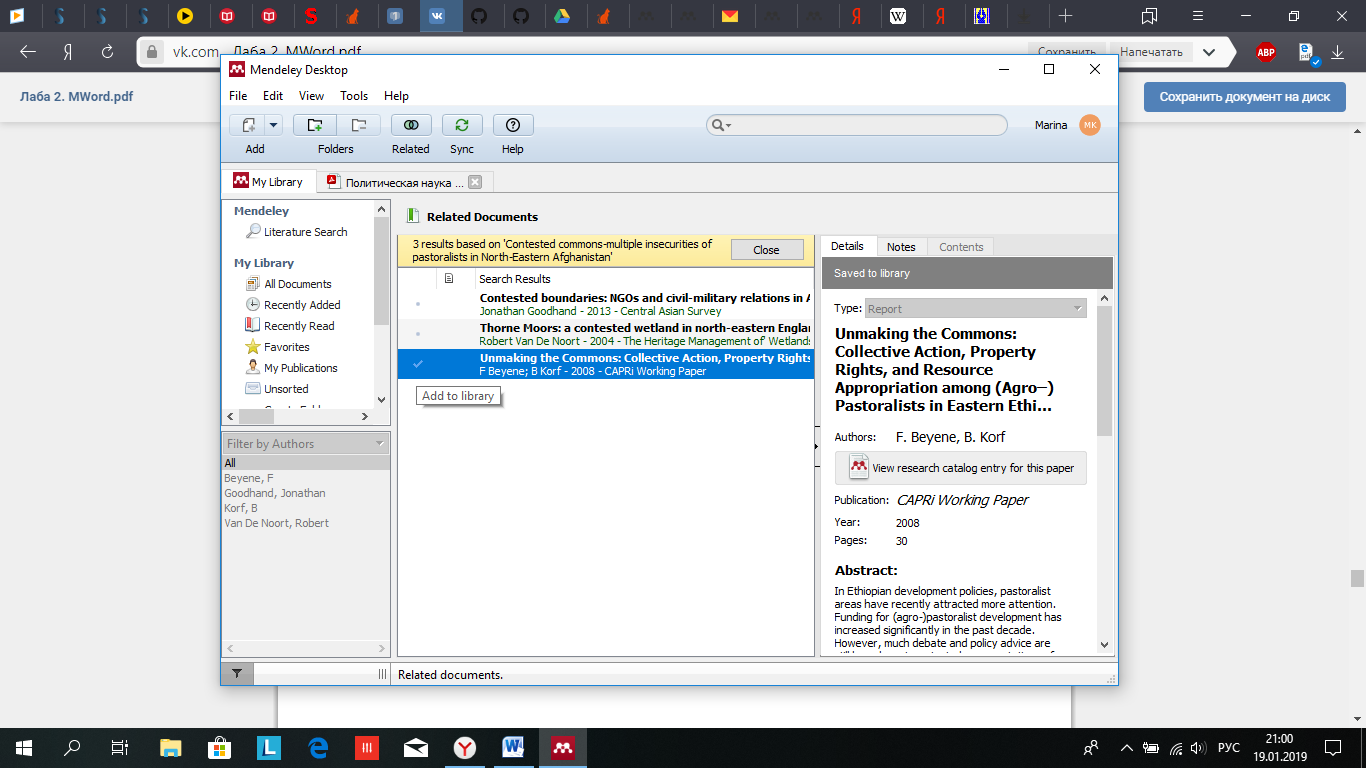 vk.com
Лаба 2. MWord.pdf
Сохранить
Напечатать
ABP
Лаба 2. MWord.pdf
Сохранить документ на диск
Mendeley Desktop
File Edit View Tools Help
Add
Folders
Related
Sync
Help
Marina
MK
My Library
Политическая наука ...
Mendeley
Literature Search
My Library
All Documents
Recently Added
Recently Read
Favorites
My Publications
Unsorted
Filter by Authors
All
Beyene, F
Goodhand, Jonathan
Korf, B
Van De Noort, Robert
Related Documents
3 results based on 'Contested commons-multiple insecurities of
pastoralists in North-Eastern Afghanistan'
Close
Search Results
Contested boundaries: NGOs and civil-military relations in A
Jonathan Goodhand - 2013 - Central Asian Survey
Thorne Moors: a contested wetland in north-eastern Engla
Robert Van De Noort - 2004 - The Heritage Management of' Wetlands
Unmaking the Commons: Collective Action, Property Rights
F Beyene; B Korf - 2008 - CAPRi Working Paper
Add to library
Details Notes Contents
Saved to library
Type: Report
Unmaking the Commons:
Collective Action, Property
Rights, and Resource
Appropriation among (Agro–)
Pastoralists in Eastern Ethi...
Authors: F. Beyene, B. Korf
View research catalog entry for this paper
Publication: CAPRi Working Paper
Year: 2008
Pages: 30
Abstract:
In Ethiopian development policies, pastoralist
areas have recently attracted more attention.
Funding for (agro-)pastoralist development has
increased significantly in the past decade.
However, much debate and policy advice are
Related documents.
РУС
21:00
19.01.2019